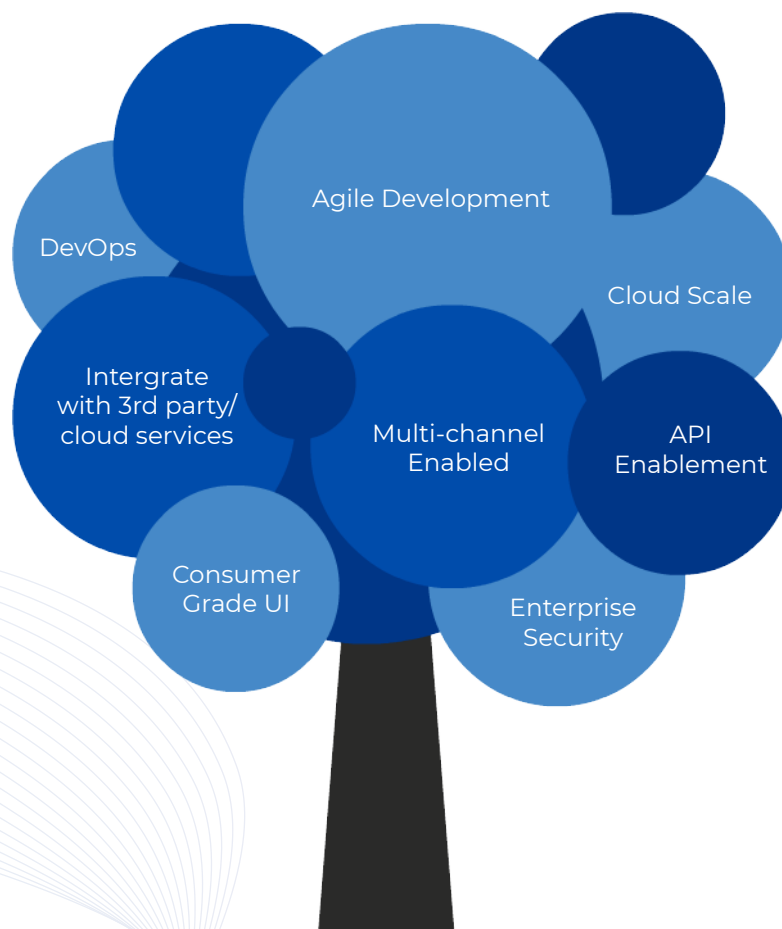 Agile Development
DevOps
Cloud Scale
Intergrate
with 3rd party/
cloud services
Multi-channel
Enabled
API
Enablement
Consumer
Grade UI
Enterprise
Security